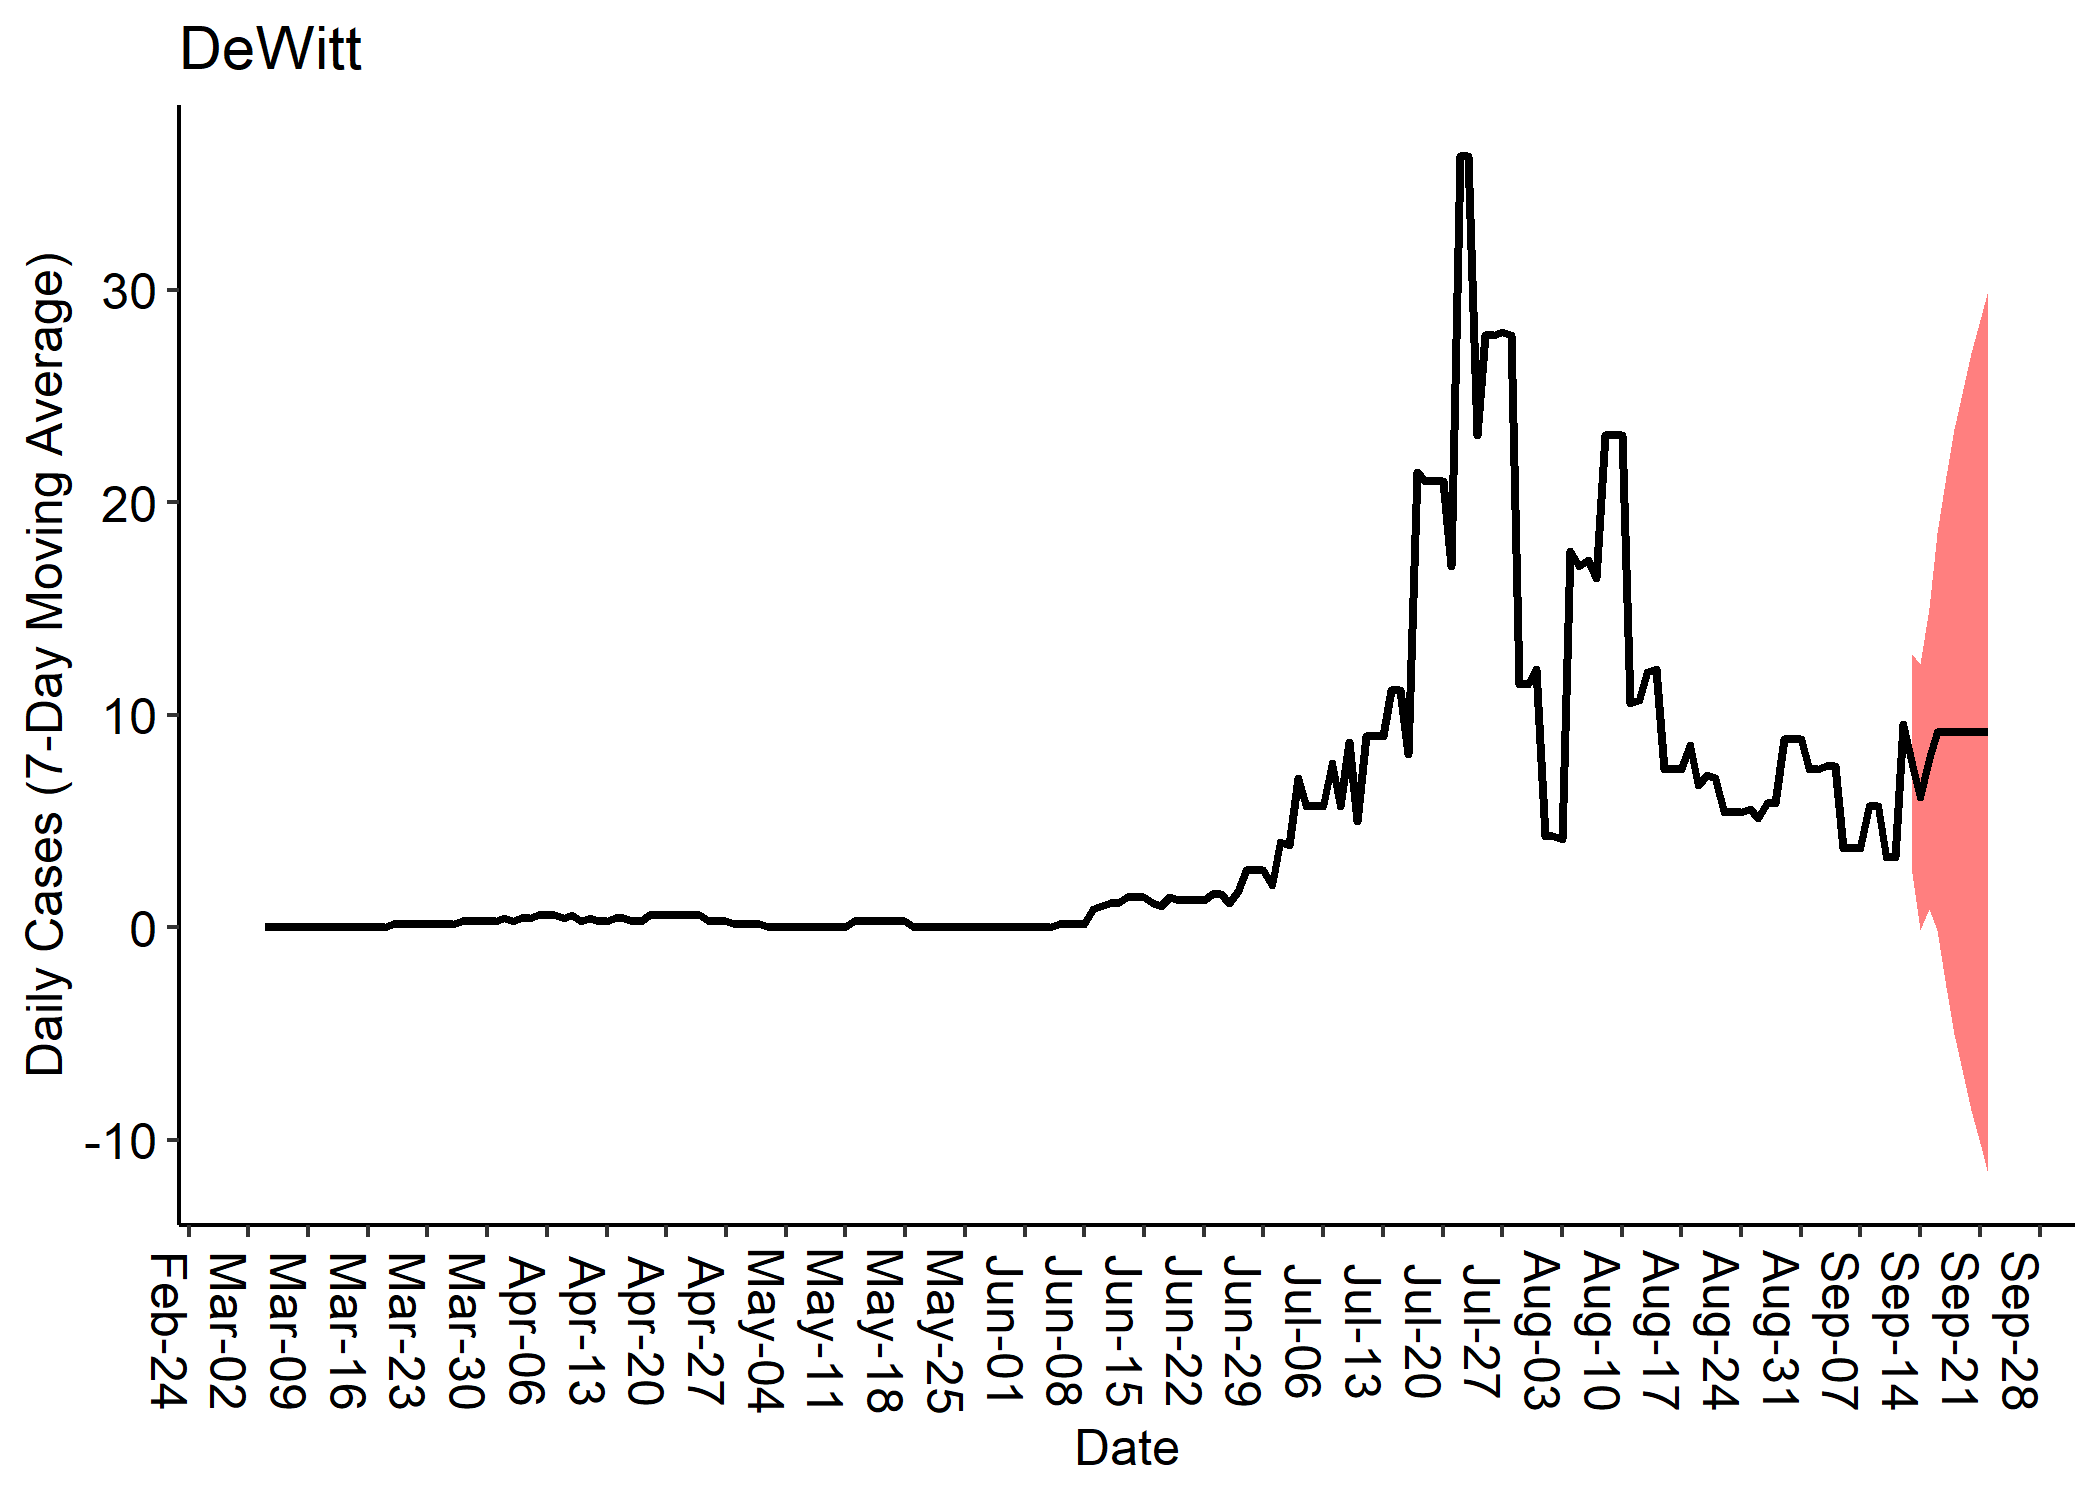 DeWitt
Daily Cases (7-Day Moving Average)
30
20
10
0
-10
Feb-24
Mar-02
Mar-09
Mar-16
Mar-23
Mar-30
Apr-06
Apr-13
Apr-20
Apr-27
May-04
May-11
May-18
May-25
Jun-01
Jun-08
Jun-15
Jun-22
Jun-29
Jul-06
Jul-13
Jul-20
Jul-27
Aug-03
Aug-10
Aug-17
Aug-24
Aug-31
Sep-07
Sep-14
Sep-21
Sep-28
Date